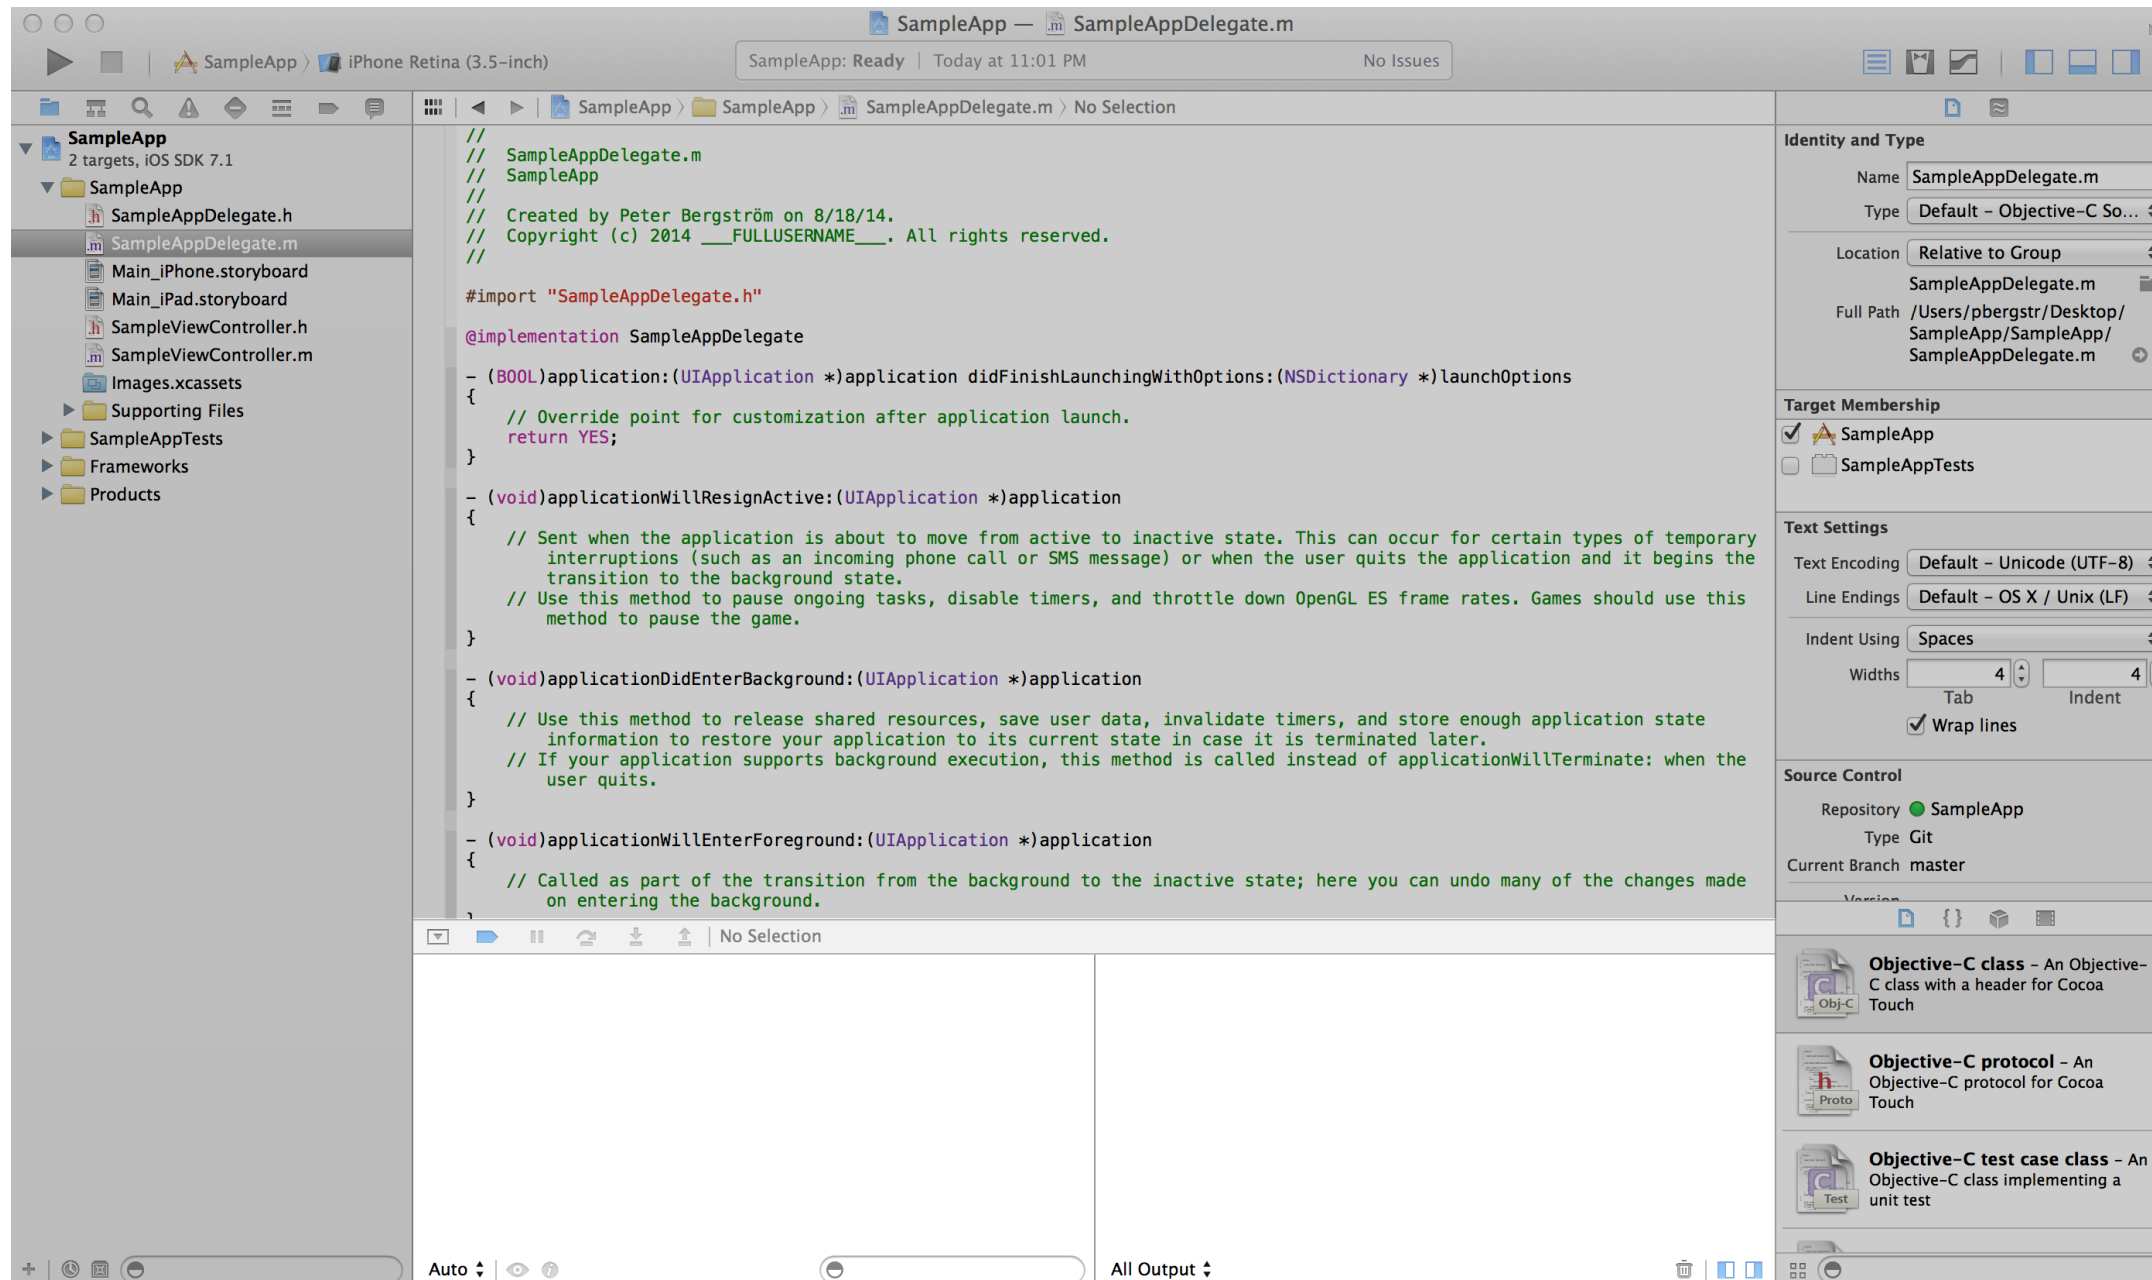 SampleApp — SampleAppDelegate.m
SampleApp iPhone Retina (3.5-inch)
SampleApp: Ready | Today at 11:01 PM No Issues
SampleApp SampleApp SampleAppDelegate.m No Selection
SampleApp
2 targets, iOS SDK 7.1
SampleApp
SampleAppDelegate.h
SampleAppDelegate.m
Main_iPhone.storyboard
Main_iPad.storyboard
SampleViewController.h
SampleViewController.m
Images.xcassets
Supporting Files
SampleAppTests
Frameworks
Products
//
// SampleAppDelegate.m
// SampleApp
//
// Created by Peter Bergström on 8/18/14.
// Copyright (c) 2014 ___FULLUSERNAME___. All rights reserved.
//
#import "SampleAppDelegate.h"
@implementation SampleAppDelegate
- (BOOL)application:(UIApplication *)application didFinishLaunchingWithOptions:(NSDictionary *)launchOptions
{
// Override point for customization after application launch.
return YES;
}
- (void)applicationWillResignActive:(UIApplication *)application
{
// Sent when the application is about to move from active to inactive state. This can occur for certain types of temporary
interruptions (such as an incoming phone call or SMS message) or when the user quits the application and it begins the
transition to the background state.
// Use this method to pause ongoing tasks, disable timers, and throttle down OpenGL ES frame rates. Games should use this
method to pause the game.
}
- (void)applicationDidEnterBackground:(UIApplication *)application
{
// Use this method to release shared resources, save user data, invalidate timers, and store enough application state
information to restore your application to its current state in case it is terminated later.
// If your application supports background execution, this method is called instead of applicationWillTerminate: when the
user quits.
}
- (void)applicationWillEnterForeground:(UIApplication *)application
{
// Called as part of the transition from the background to the inactive state; here you can undo many of the changes made
on entering the background.
}
No Selection
Auto
All Output
Identity and Type
Name SampleAppDelegate.m
Type Default - Objective-C So...
Location Relative to Group
SampleAppDelegate.m
Full Path /Users/pbergstr/Desktop/
SampleApp/SampleApp/
SampleAppDelegate.m
Target Membership
SampleApp
SampleAppTests
Text Settings
Text Encoding Default - Unicode (UTF-8)
Line Endings Default - OS X / Unix (LF)
Indent Using Spaces
Widths 4 4
Tab Indent
Wrap lines
Source Control
Repository SampleApp
Type Git
Current Branch master
Version
{}
Objective-C class - An Objective-
C class with a header for Cocoa
Touch
C
Obj-C
Objective-C protocol - An
Objective-C protocol for Cocoa
Touch
h
Proto
Objective-C test case class - An
Objective-C class implementing a
unit test
C
Test